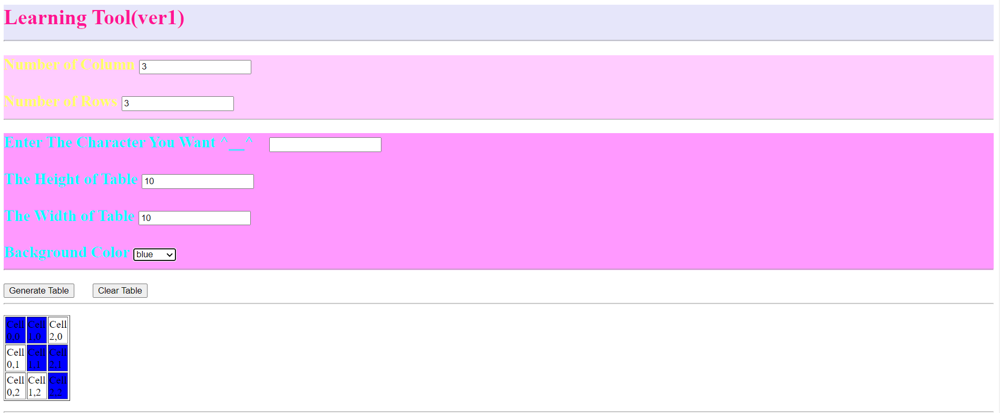 Learning Tool(ver1)
Number of Column 3
Number of Rows 3
Enter The Character You Want ^__^
The Height of Table 10
The Width of Table 10
Background Color blue
Generate Table Clear Table
Cell Cell Cell
0,0 1,0 2,0
Cell Cell Cell
0,1 1,1 2,1
Cell Cell Cell
0,2 1,2 2,2